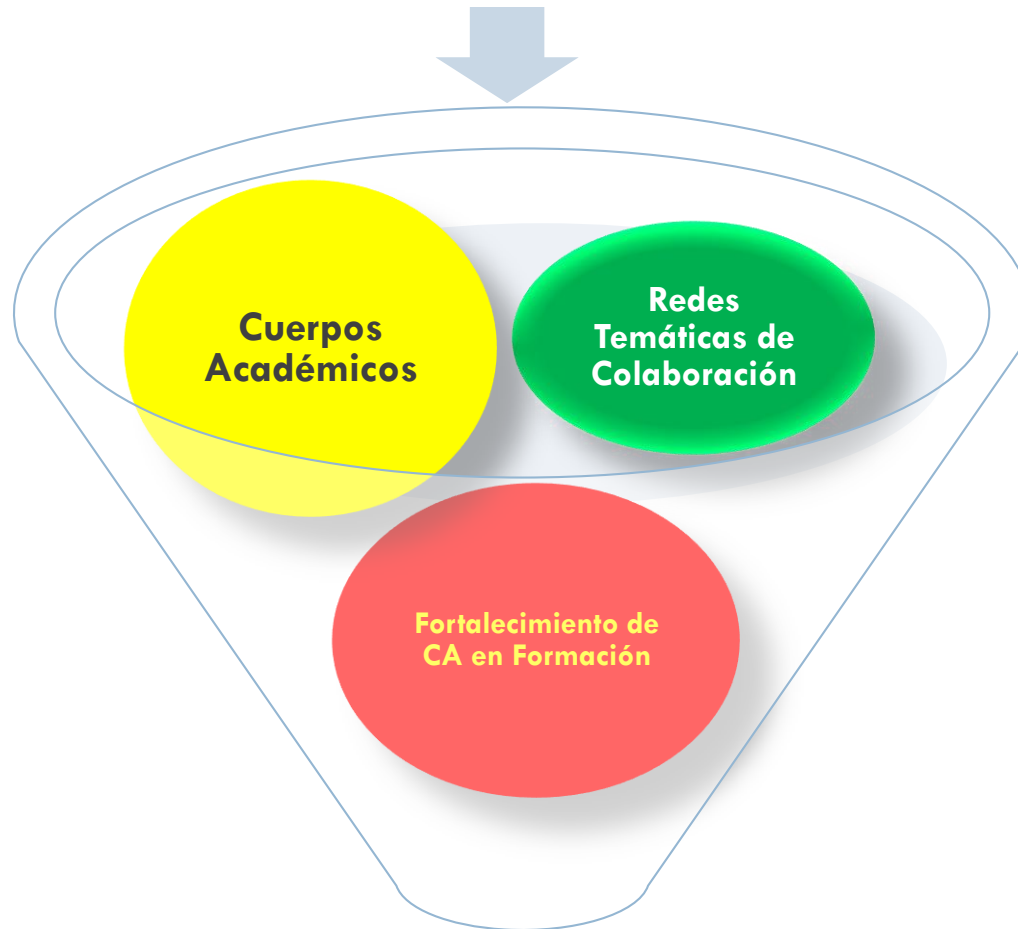 Cuerpos
Académicos
Redes
Temáticas de
Colaboración
Fortalecimiento de
CA en Formación